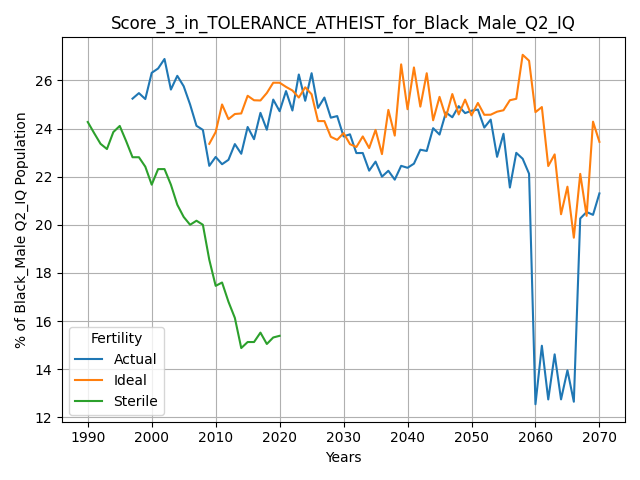 Score_3_in_TOLERANCE_ATHEIST_for_Black_Male_Q2_IQ
% of Black_Male Q2_IQ Population
26
24
22
20
18
16
14
12
Fertility
Actual
Ideal
Sterile
1990 2000 2010 2020 2030 2040 2050 2060 2070
Years